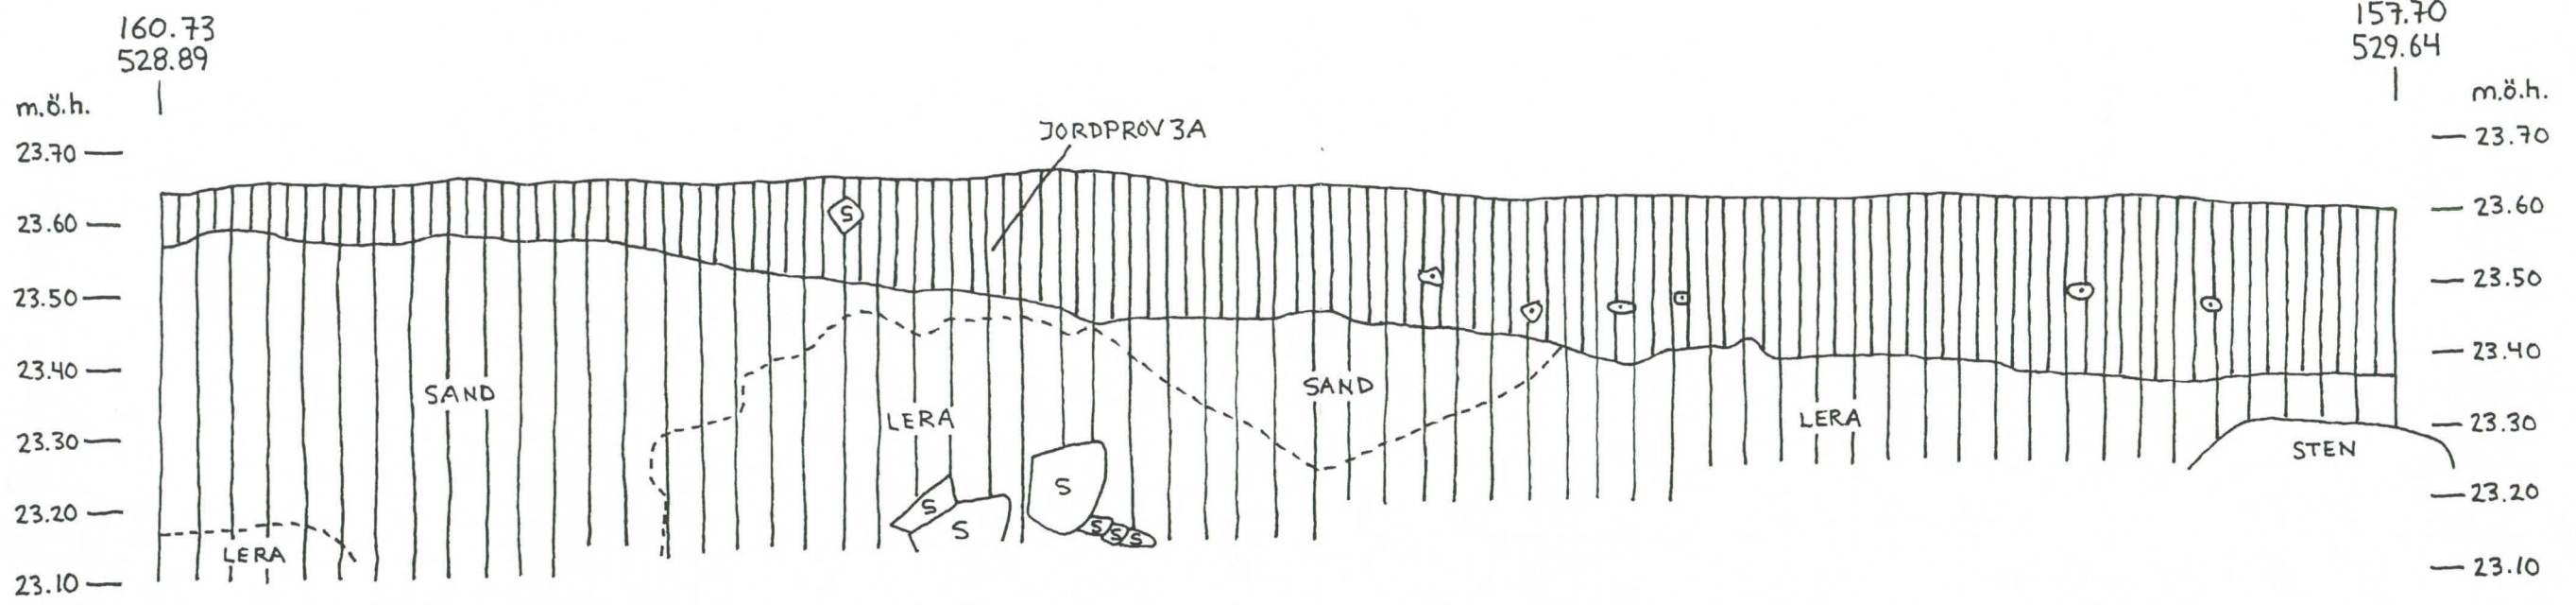 160.73
528.89
157.70
529.64
m.ö.h.
m.ö.h.
JORDPROV 3A
23.70
23.70
23.60
S
23.60
23.50
23.50
23.40
SAND
SAND
23.40
LERA
LERA
23.30
23.30
STEN
S
S
S
23.20
23.20
S S S
LERA
23.10
23.10